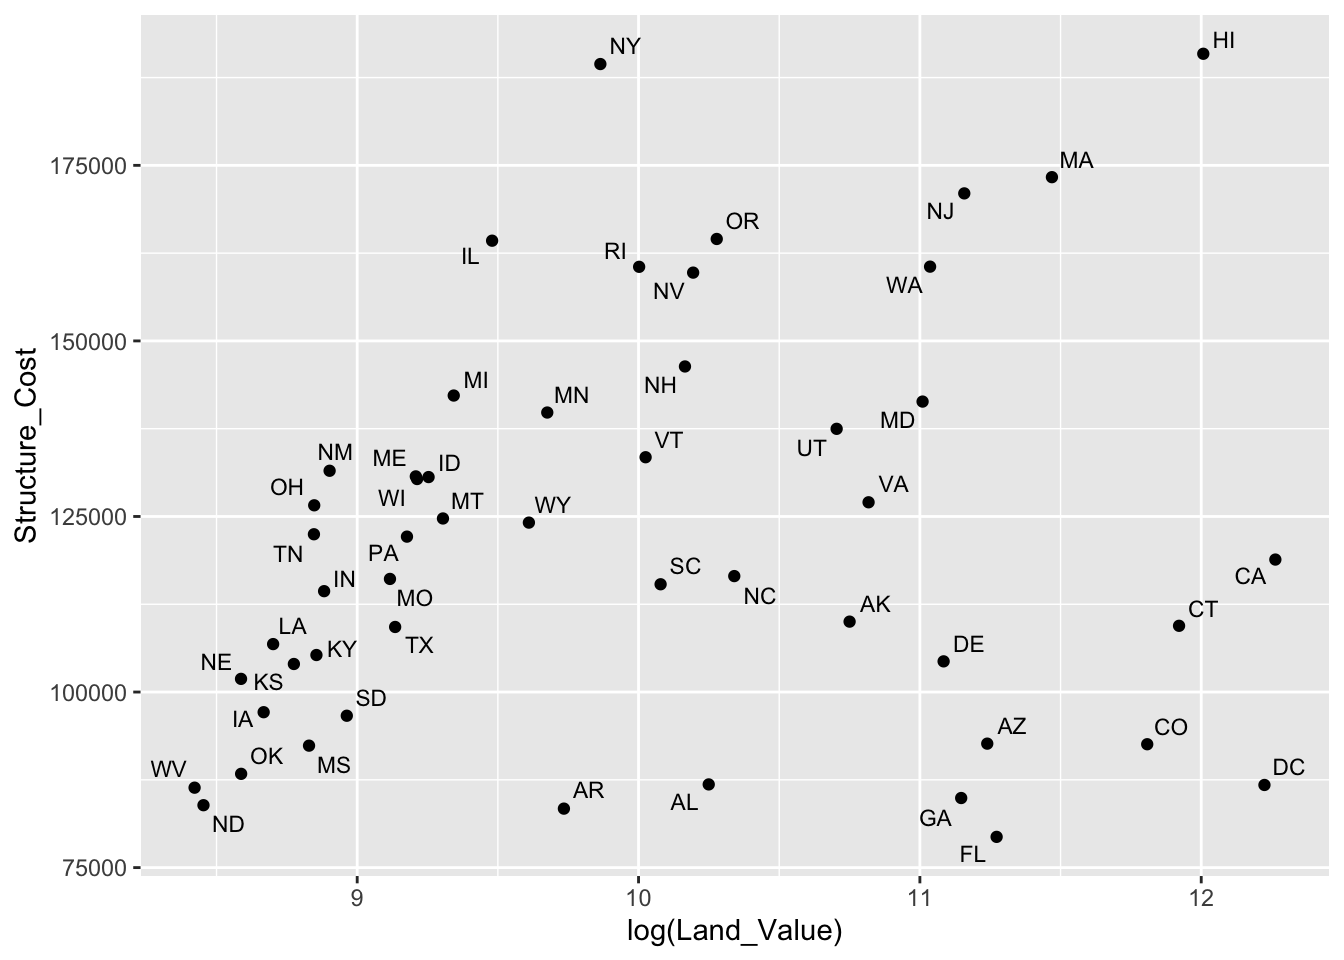 NY
HI
175000
MA
NJ
OR
IL
RI
NV
WA
150000
MI
MN
NH
MD
VT
UT
NM
ME
ID
OH
WI
MT
WY
VA
125000
TN
PA
IN
MO
SC
NC
AK
CA
CT
LA
KY
TX
DE
NE
KS
100000
SD
IA
AZ
CO
OK
MS
WV
ND
AR
AL
DC
GA
FL
75000
Structure_Cost
9 10 11 12
log(Land_Value)